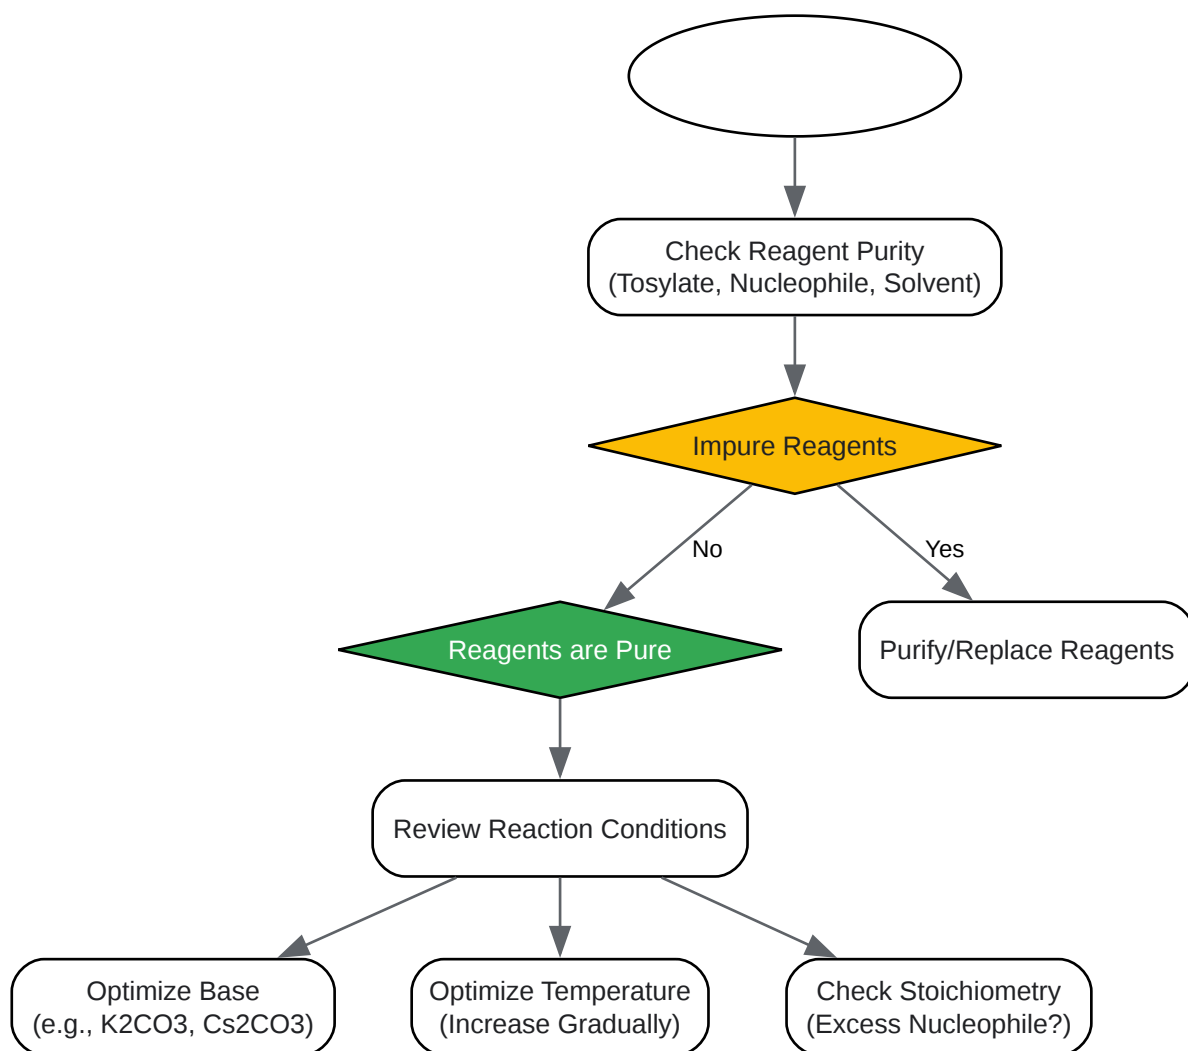 Check Reagent Purity
(Tosylate, Nucleophile, Solvent)
Impure Reagents
No
Yes
Reagents are Pure
Purify/Replace Reagents
Review Reaction Conditions
Optimize Base
(e.g., K2CO3, Cs2CO3)
Optimize Temperature
(Increase Gradually)
Check Stoichiometry
(Excess Nucleophile?)